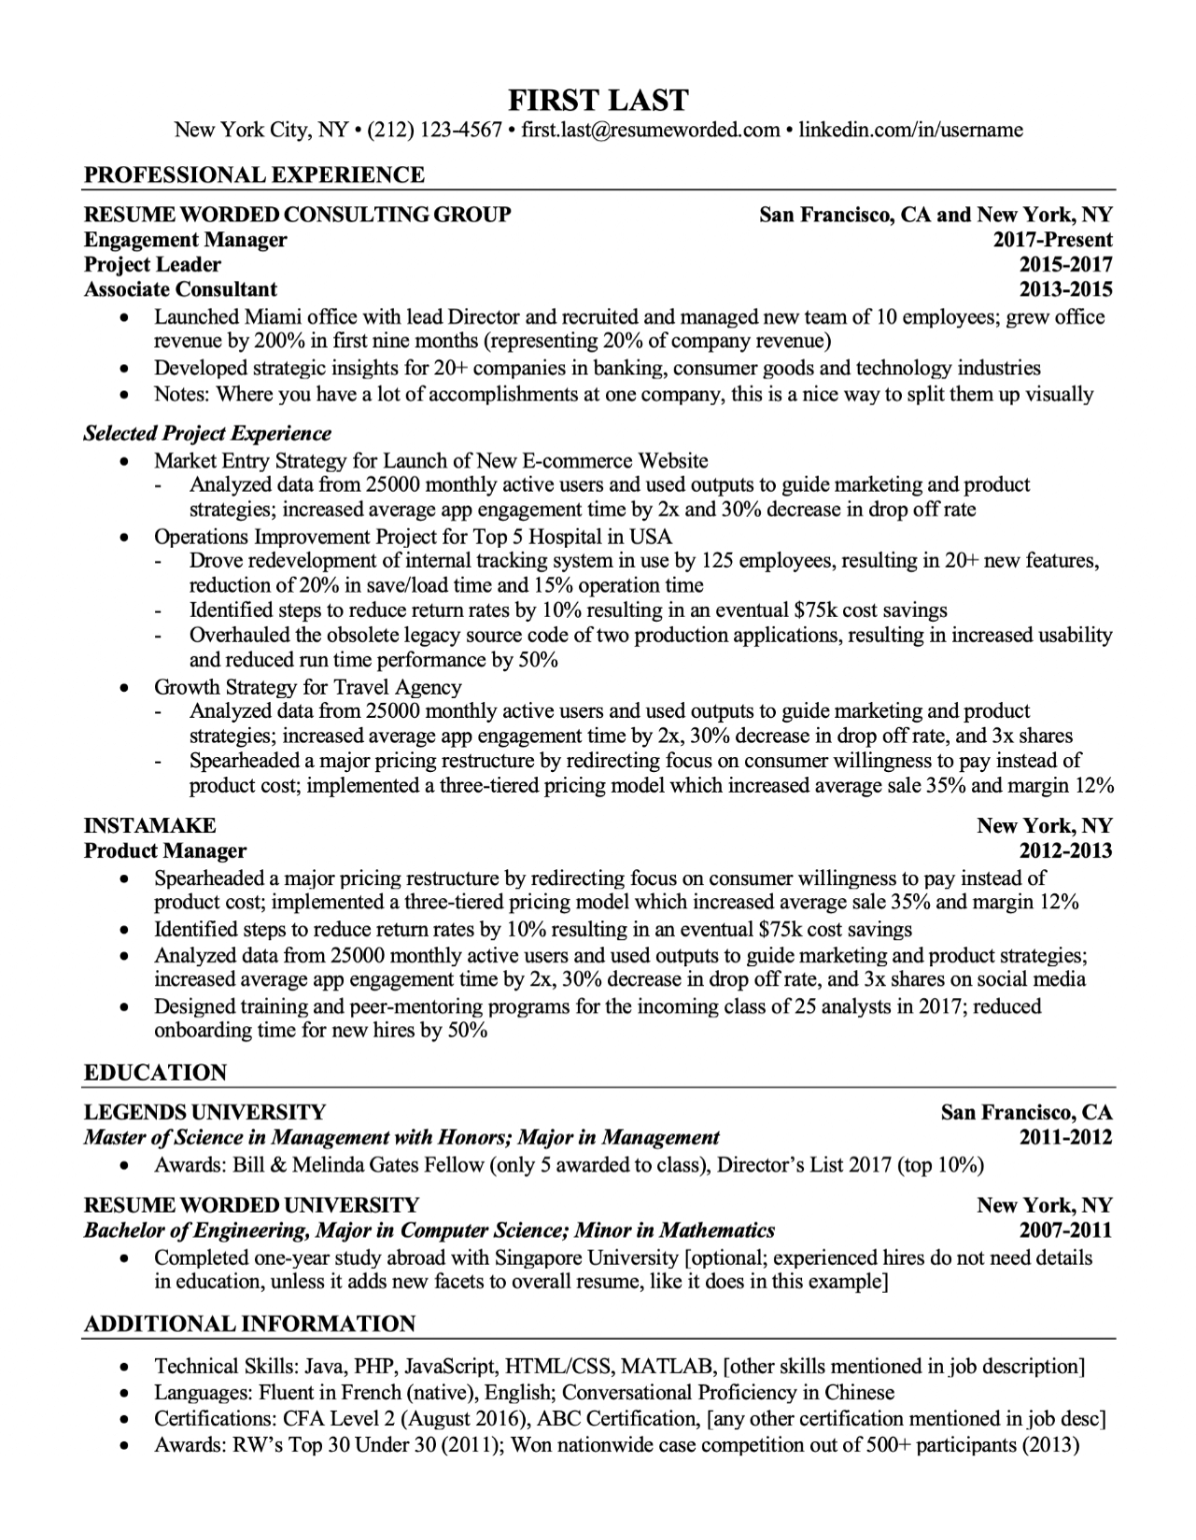 FIRST LAST
New York City, NY • (212) 123-4567 • first.last@resumeworded.com • linkedin.com/in/username
PROFESSIONAL EXPERIENCE
RESUME WORDED CONSULTING GROUP San Francisco, CA and New York, NY
Engagement Manager 2017-Present
Project Leader 2015-2017
Associate Consultant 2013-2015
• Launched Miami office with lead Director and recruited and managed new team of 10 employees; grew office
revenue by 200% in first nine months (representing 20% of company revenue)
• Developed strategic insights for 20+ companies in banking, consumer goods and technology industries
• Notes: Where you have a lot of accomplishments at one company, this is a nice way to split them up visually
Selected Project Experience
• Market Entry Strategy for Launch of New E-commerce Website
- Analyzed data from 25000 monthly active users and used outputs to guide marketing and product
strategies; increased average app engagement time by 2x and 30% decrease in drop off rate
• Operations Improvement Project for Top 5 Hospital in USA
- Drove redevelopment of internal tracking system in use by 125 employees, resulting in 20+ new features,
reduction of 20% in save/load time and 15% operation time
- Identified steps to reduce return rates by 10% resulting in an eventual $75k cost savings
- Overhauled the obsolete legacy source code of two production applications, resulting in increased usability
and reduced run time performance by 50%
• Growth Strategy for Travel Agency
- Analyzed data from 25000 monthly active users and used outputs to guide marketing and product
strategies; increased average app engagement time by 2x, 30% decrease in drop off rate, and 3x shares
- Spearheaded a major pricing restructure by redirecting focus on consumer willingness to pay instead of
product cost; implemented a three-tiered pricing model which increased average sale 35% and margin 12%
INSTAMAKE New York, NY
Product Manager 2012-2013
• Spearheaded a major pricing restructure by redirecting focus on consumer willingness to pay instead of
product cost; implemented a three-tiered pricing model which increased average sale 35% and margin 12%
• Identified steps to reduce return rates by 10% resulting in an eventual $75k cost savings
• Analyzed data from 25000 monthly active users and used outputs to guide marketing and product strategies;
increased average app engagement time by 2x, 30% decrease in drop off rate, and 3x shares on social media
• Designed training and peer-mentoring programs for the incoming class of 25 analysts in 2017; reduced
onboarding time for new hires by 50%
EDUCATION
LEGENDS UNIVERSITY San Francisco, CA
Master of Science in Management with Honors; Major in Management 2011-2012
• Awards: Bill & Melinda Gates Fellow (only 5 awarded to class), Director’s List 2017 (top 10%)
RESUME WORDED UNIVERSITY New York, NY
Bachelor of Engineering, Major in Computer Science; Minor in Mathematics 2007-2011
• Completed one-year study abroad with Singapore University [optional; experienced hires do not need details
in education, unless it adds new facets to overall resume, like it does in this example]
ADDITIONAL INFORMATION
• Technical Skills: Java, PHP, JavaScript, HTML/CSS, MATLAB, [other skills mentioned in job description]
• Languages: Fluent in French (native), English; Conversational Proficiency in Chinese
• Certifications: CFA Level 2 (August 2016), ABC Certification, [any other certification mentioned in job desc]
• Awards: RW’s Top 30 Under 30 (2011); Won nationwide case competition out of 500+ participants (2013)